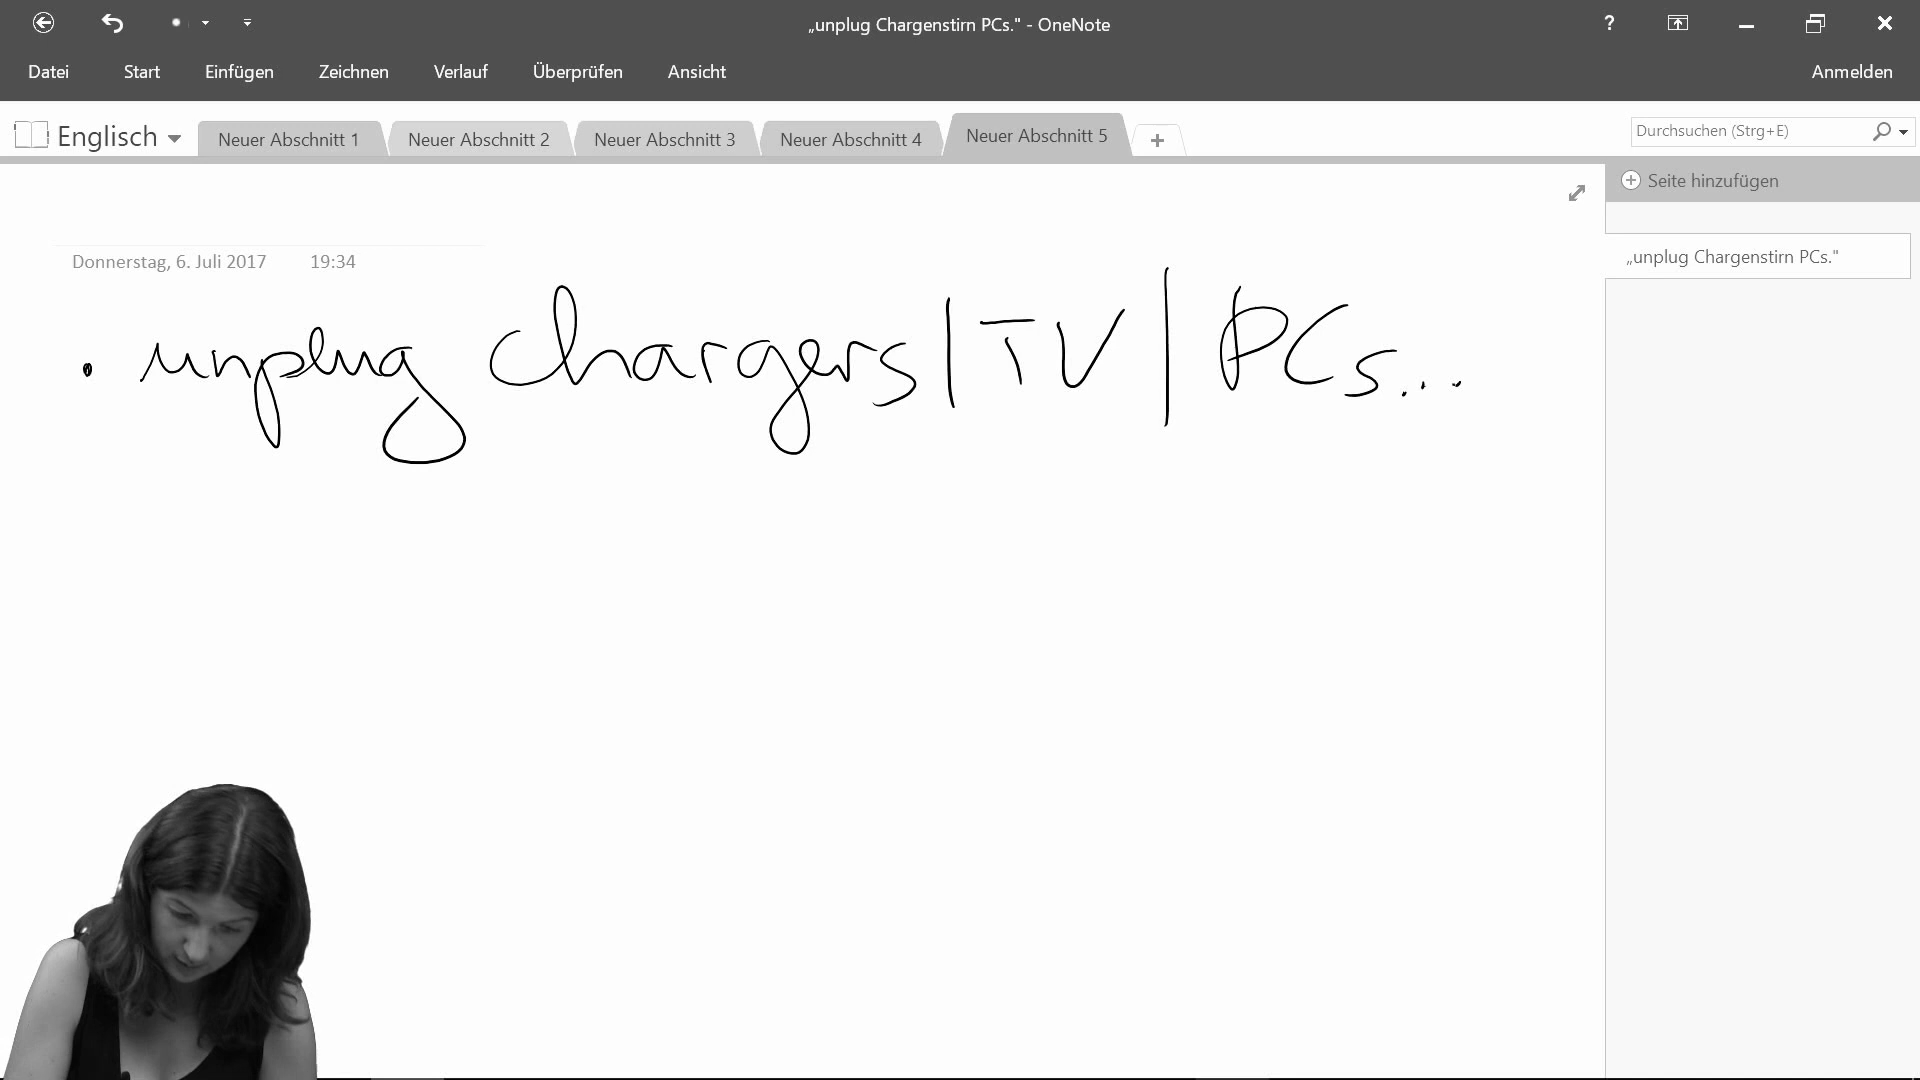 „unplug Chargenstirn PCs." - OneNote
?
Datei Start Einfügen Zeichnen Verlauf Überprüfen Ansicht Anmelden
Englisch Neuer Abschnitt 1 Neuer Abschnitt 2 Neuer Abschnitt 3 Neuer Abschnitt 4 Neuer Abschnitt 5 +
Durchsuchen (Strg+E)
Seite hinzufügen
„unplug Chargenstirn PCs."
Donnerstag, 6. Juli 2017 19:34
• unplug chargers | TV | PCs...